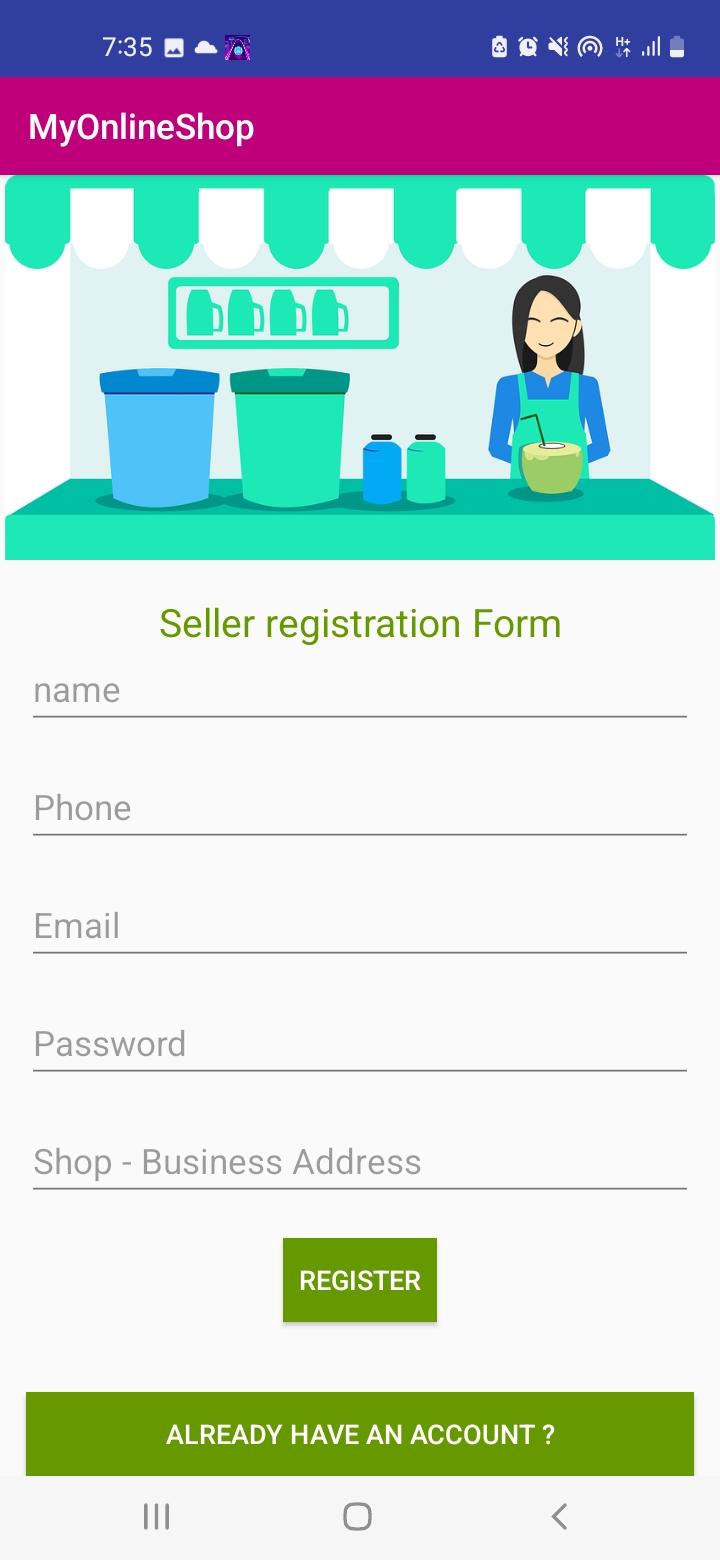 7:35
H+
MyOnlineShop
Seller registration Form
name
Phone
Email
Password
Shop - Business Address
REGISTER
ALREADY HAVE AN ACCOUNT ?